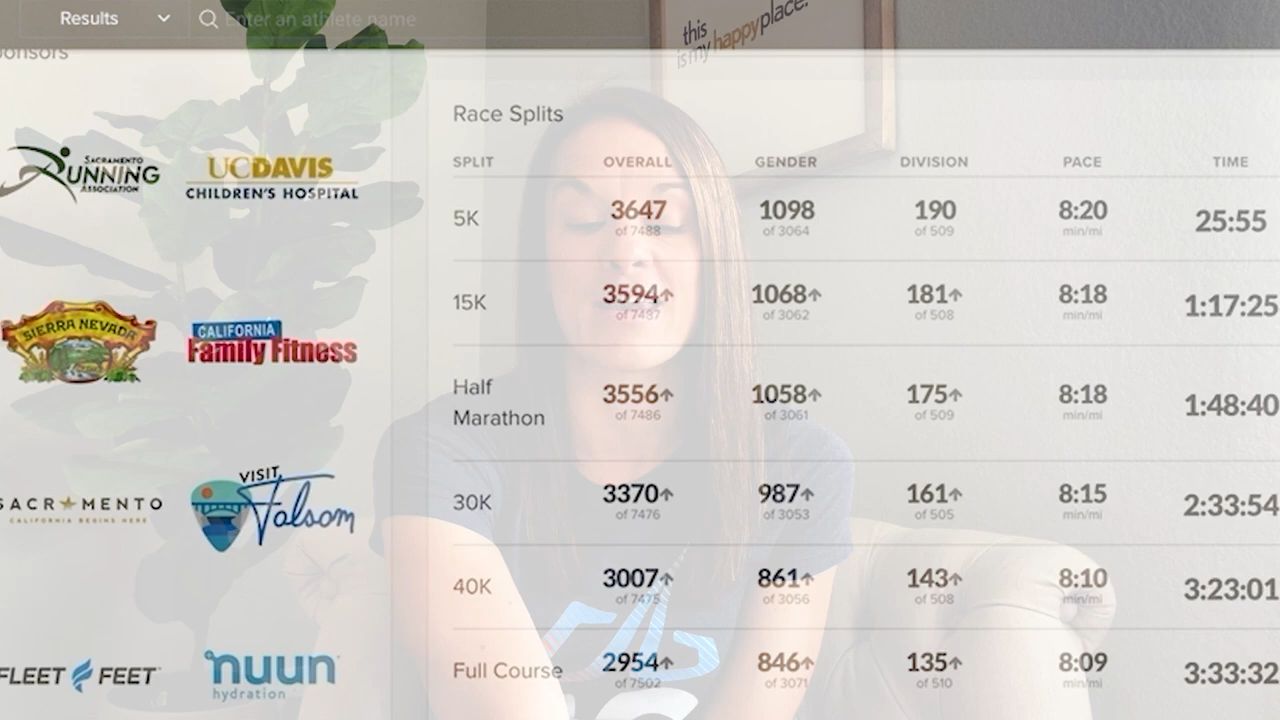 Results
Enter an athlete name
this
is my happy place.
onsors
SACRAMENTO
RUNNING
ASSOCIATION
UCDAVIS
CHILDREN'S HOSPITAL
SIERRA NEVADA
CALIFORNIA
Family Fitness
SACRAMENTO
CALIFORNIA BEGINS HERE
VISIT
Folsom
FLEET FEET
nuun
hydration
Race Splits
SPLIT OVERALL GENDER DIVISION PACE TIME
5K 3647 1098 190 8:20 25:55
of 7488 of 3064 of 509 min/mi
15K 3594↑ 1068↑ 181↑ 8:18 1:17:25
of 7487 of 3062 of 508 min/mi
Half
Marathon 3556↑ 1058↑ 175↑ 8:18 1:48:40
of 7486 of 3061 of 509 min/mi
30K 3370↑ 987↑ 161↑ 8:15 2:33:54
of 7476 of 3053 of 505 min/mi
40K 3007↑ 861↑ 143↑ 8:10 3:23:01
of 7475 of 3056 of 508 min/mi
Full Course 2954↑ 846↑ 135↑ 8:09 3:33:32
of 7502 of 3071 of 510 min/mi